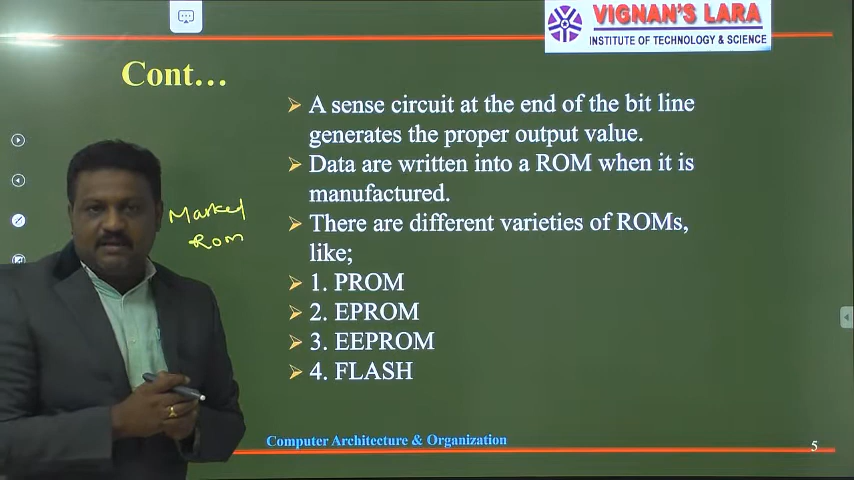 VIGNAN'S LARA
INSTITUTE OF TECHNOLOGY & SCIENCE
Cont…
➢ A sense circuit at the end of the bit line
generates the proper output value.
➢ Data are written into a ROM when it is
manufactured.
➢ There are different varieties of ROMs,
like;
➢ 1. PROM
➢ 2. EPROM
➢ 3. EEPROM
➢ 4. FLASH
Marked
Rom
Computer Architecture & Organization
5